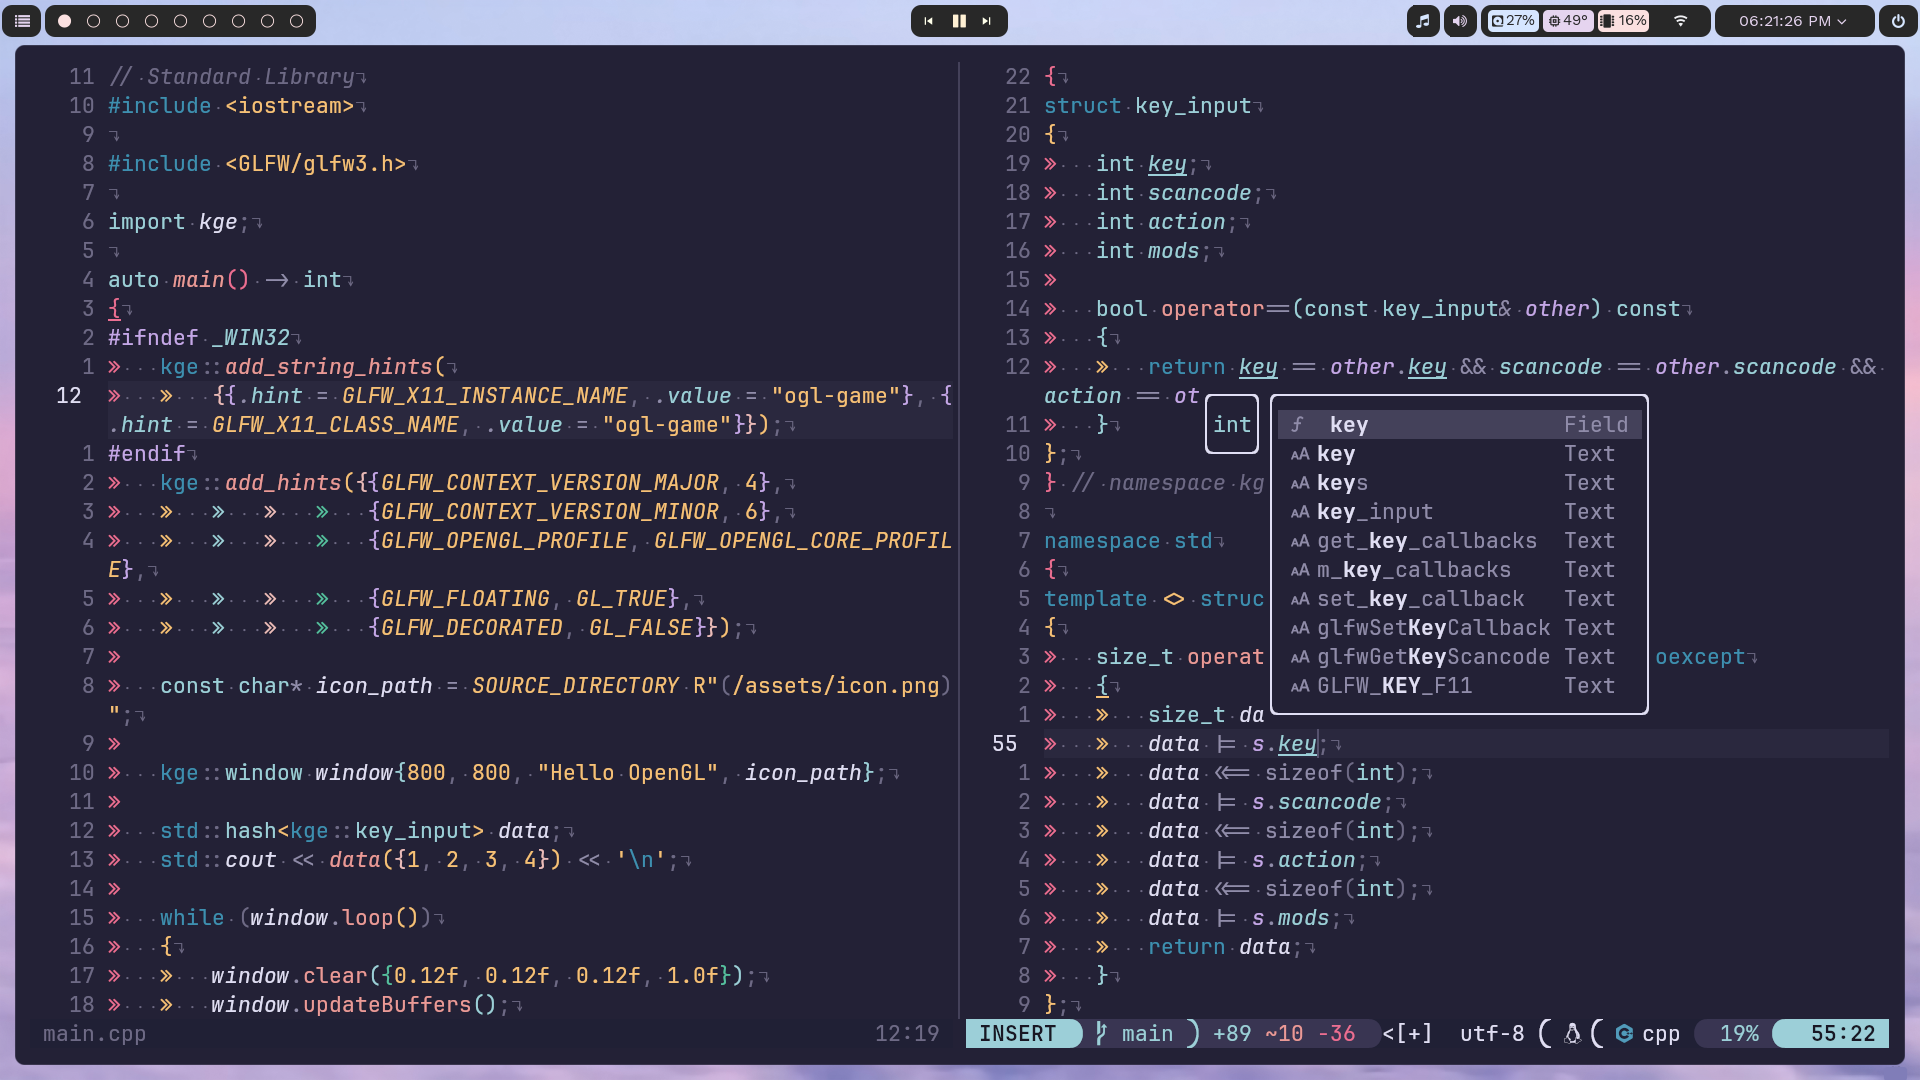 27% 49° 16% 06:21:26 PM
11 // Standard Library
10 #include <iostream>
9
8 #include <GLFW/glfw3.h>
7
6 import kge;
5
4 auto main() -> int
3 {
2 #ifndef _WIN32
1 » kge::add_string_hints(
12 » » {{.hint = GLFW_X11_INSTANCE_NAME, .value = "ogl-game"}, {
.hint = GLFW_X11_CLASS_NAME, .value = "ogl-game"}});
1 #endif
2 » kge::add_hints({{GLFW_CONTEXT_VERSION_MAJOR, 4},
3 » » » » » {GLFW_CONTEXT_VERSION_MINOR, 6},
4 » » » » » {GLFW_OPENGL_PROFILE, GLFW_OPENGL_CORE_PROFIL
E},
5 » » » » » {GLFW_FLOATING, GL_TRUE},
6 » » » » » {GLFW_DECORATED, GL_FALSE}});
7 »
8 » const char* icon_path = SOURCE_DIRECTORY R"(/assets/icon.png)
";
9 »
10 » kge::window window{800, 800, "Hello OpenGL", icon_path};
11 »
12 » std::hash<kge::key_input> data;
13 » std::cout << data({1, 2, 3, 4}) << '\n';
14 »
15 » while (window.loop())
16 » {
17 » » window.clear({0.12f, 0.12f, 0.12f, 1.0f});
18 » » window.updateBuffers();
main.cpp 12:19
22 {
21 struct key_input
20 {
19 » int key;
18 » int scancode;
17 » int action;
16 » int mods;
15 »
14 » bool operator==(const key_input& other) const
13 » {
12 » » return key == other.key && scancode == other.scancode &&
action == ot
11 » }
10 };
9 } // namespace kg
8
7 namespace std
6 {
5 template <> struc
4 {
3 » size_t operat oexcept
2 » {
1 » » size_t da
55 » » data |= s.key;
1 » » data <<= sizeof(int);
2 » » data |= s.scancode;
3 » » data <<= sizeof(int);
4 » » data |= s.action;
5 » » data <<= sizeof(int);
6 » » data |= s.mods;
7 » » return data;
8 » }
9 };
int
f key Field
AA key Text
AA keys Text
AA key_input Text
AA get_key_callbacks Text
AA m_key_callbacks Text
AA set_key_callback Text
AA glfwSetKeyCallback Text
AA glfwGetKeyScancode Text
AA GLFW_KEY_F11 Text
INSERT main +89 ~10 -36 <[+] utf-8 cpp 19% 55:22